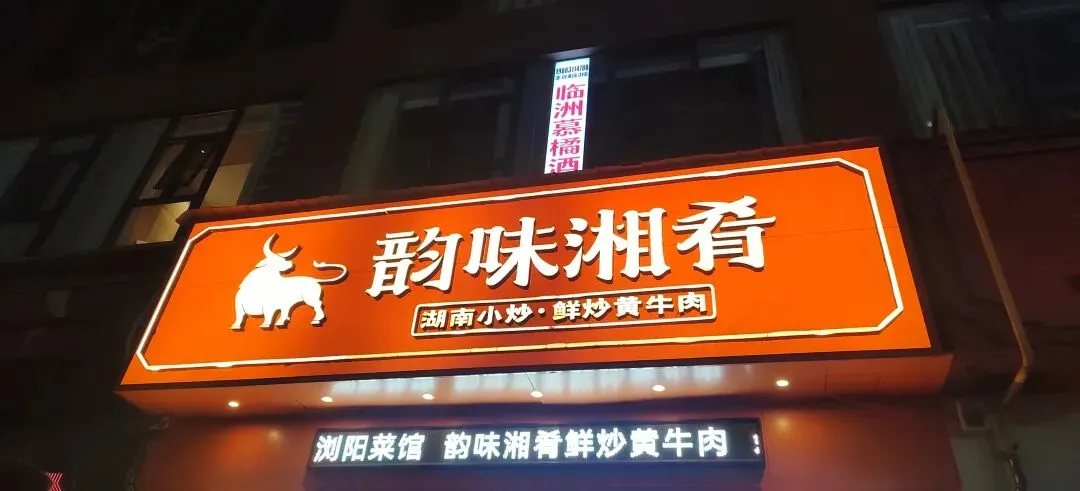 临洲慕橘酒
韵味湘肴
湖南小炒·鲜炒黄牛肉
浏阳菜馆 韵味湘肴鲜炒黄牛肉